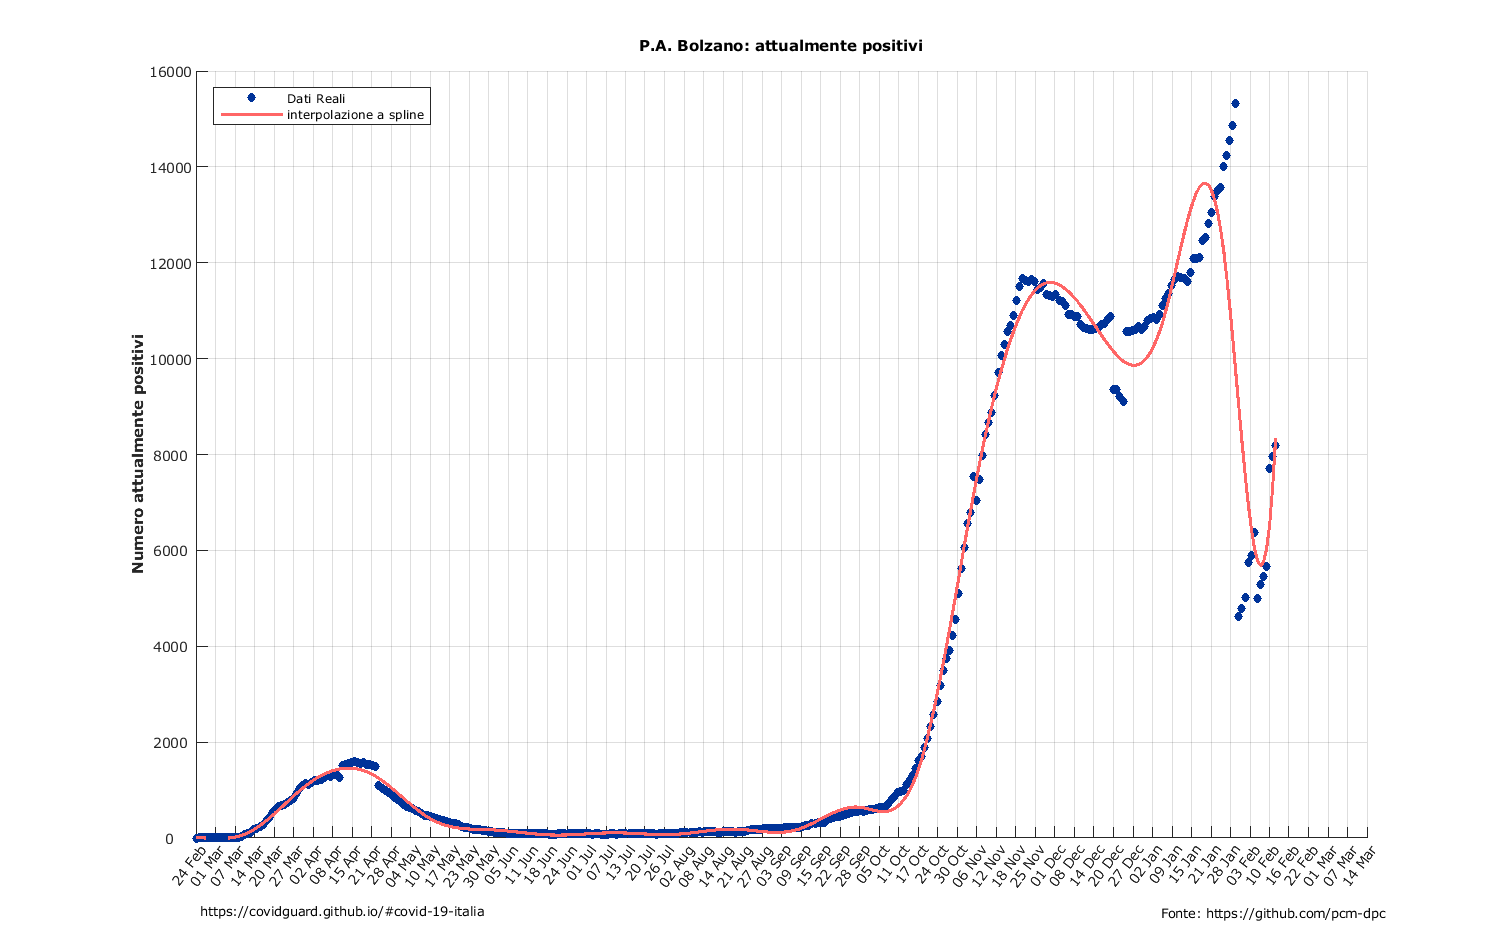 P.A. Bolzano: attualmente positivi
16000
14000
12000
10000
8000
6000
4000
2000
0
Numero attualmente positivi
Dati Reali
interpolazione a spline
24 Feb
01 Mar
07 Mar
14 Mar
20 Mar
27 Mar
02 Apr
08 Apr
15 Apr
21 Apr
28 Apr
04 May
10 May
17 May
23 May
30 May
05 Jun
11 Jun
18 Jun
24 Jun
01 Jul
07 Jul
13 Jul
20 Jul
26 Jul
02 Aug
08 Aug
14 Aug
21 Aug
27 Aug
03 Sep
09 Sep
15 Sep
22 Sep
28 Sep
05 Oct
11 Oct
17 Oct
24 Oct
30 Oct
06 Nov
12 Nov
18 Nov
25 Nov
01 Dec
08 Dec
14 Dec
20 Dec
27 Dec
02 Jan
09 Jan
15 Jan
21 Jan
28 Jan
03 Feb
10 Feb
16 Feb
22 Feb
01 Mar
07 Mar
14 Mar
https://covidguard.github.io/#covid-19-italia
Fonte: https://github.com/pcm-dpc